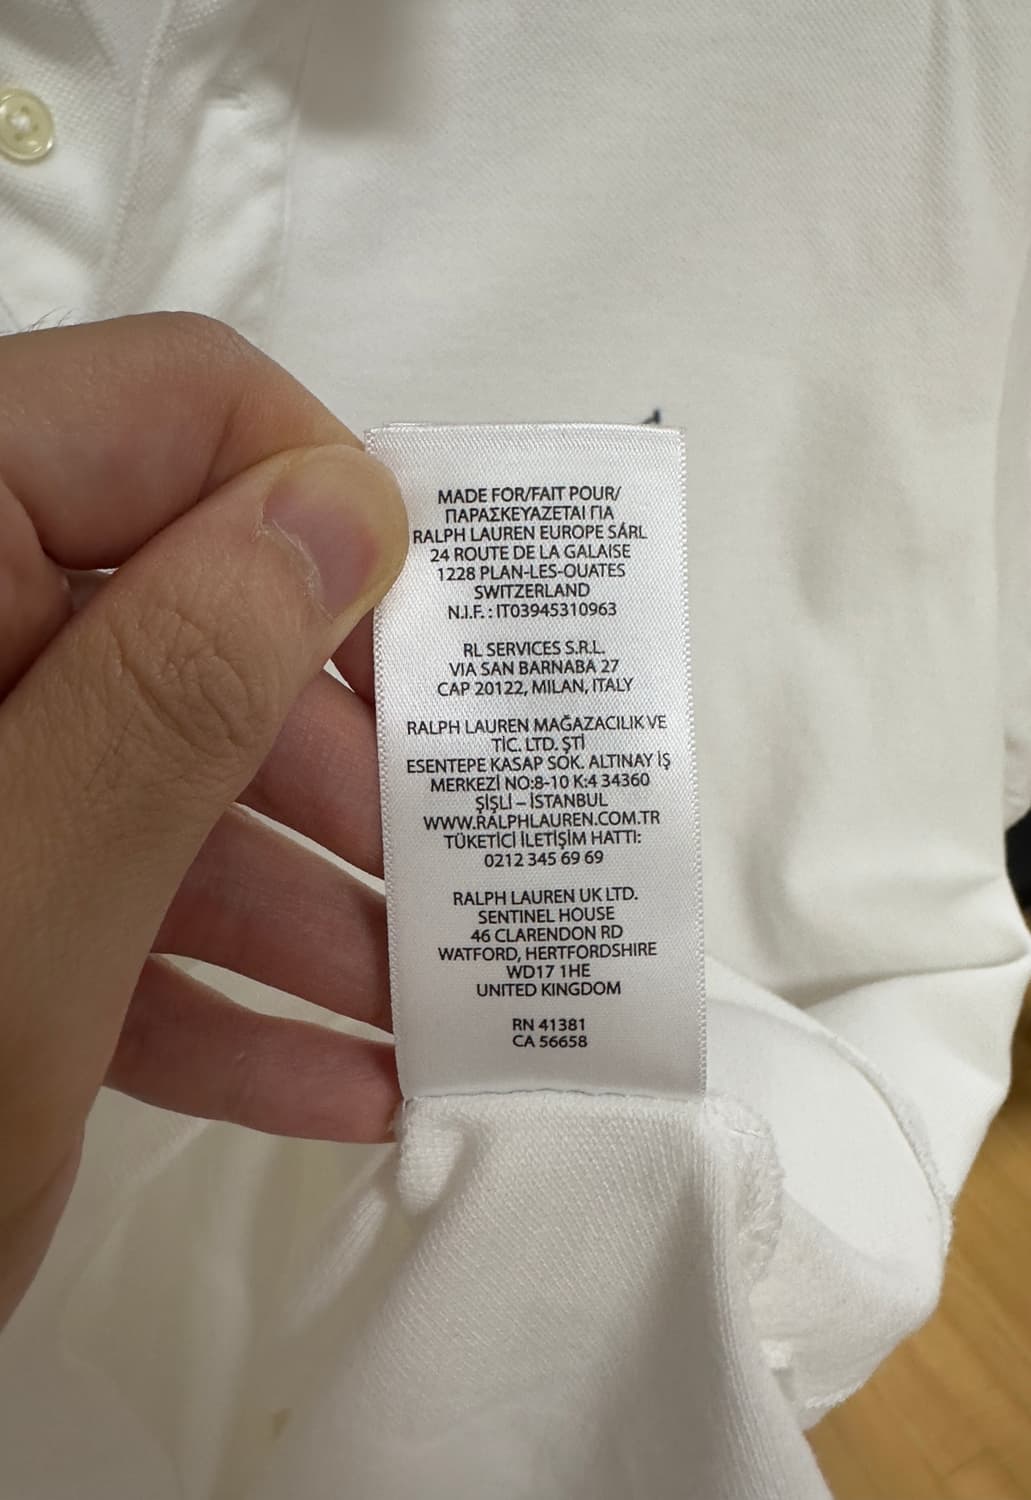 MADE FOR/FAIT POUR/
ΠΑΡΑΣΚΕΥΑΖΕΤΑΙ ΓΙΑ
RALPH LAUREN EUROPE SÁRL
24 ROUTE DE LA GALAISE
1228 PLAN-LES-OUATES
SWITZERLAND
N.I.F. : IT03945310963
RL SERVICES S.R.L.
VIA SAN BARNABA 27
CAP 20122, MILAN, ITALY
RALPH LAUREN MAĞAZACILIK VE
TİC. LTD. ŞTİ
ESENTEPE KASAP SOK. ALTINAY İŞ
MERKEZİ NO:8-10 K:4 34360
ŞİŞLİ – İSTANBUL
WWW.RALPHLAUREN.COM.TR
TÜKETİCİ İLETİŞİM HATTI:
0212 345 69 69
RALPH LAUREN UK LTD.
SENTINEL HOUSE
46 CLARENDON RD
WATFORD, HERTFORDSHIRE
WD17 1HE
UNITED KINGDOM
RN 41381
CA 56658